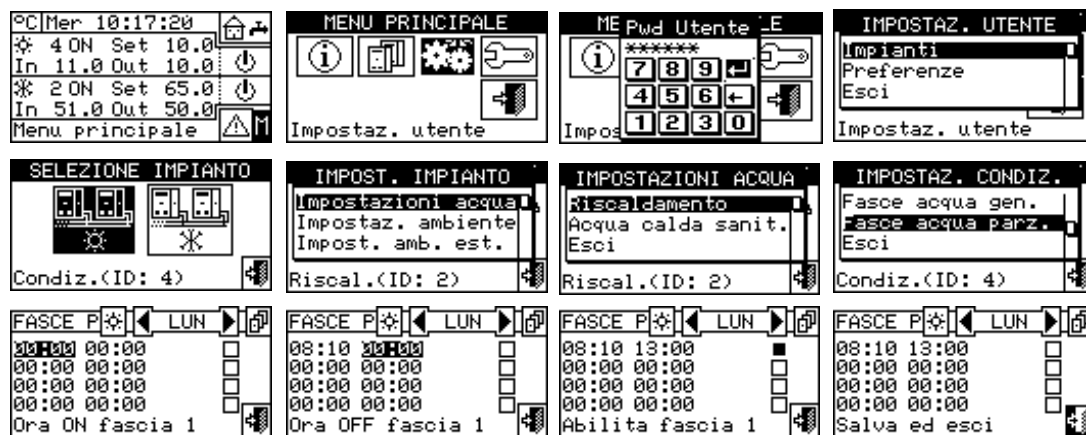 °C Mer 10:17:20
4 ON Set 10.0
In 11.0 Out 10.0
2 ON Set 65.0
In 51.0 Out 50.0
Menu principale M
MENU PRINCIPALE
i
Impostaz. utente
ME Pwd Utente LE
******
i
7 8 9
4 5 6
1 2 3 0
Impos
IMPOSTAZ. UTENTE
Impianti
Preferenze
Esci
Impostaz. utente
SELEZIONE IMPIANTO
Condiz.(ID: 4)
IMPOST. IMPIANTO
Impostazioni acqua
Impostaz. ambiente
Impost. amb. est.
Riscal.(ID: 2)
IMPOSTAZIONI ACQUA
Riscaldamento
Acqua calda sanit.
Esci
Riscal.(ID: 2)
IMPOSTAZ. CONDIZ.
Fasce acqua gen.
Fasce acqua parz.
Esci
Condiz.(ID: 4)
FASCE P LUN
00:00 00:00
00:00 00:00
00:00 00:00
00:00 00:00
Ora ON fascia 1
FASCE P LUN
08:10 00:00
00:00 00:00
00:00 00:00
00:00 00:00
Ora OFF fascia 1
FASCE P LUN
08:10 13:00
00:00 00:00
00:00 00:00
00:00 00:00
Abilita fascia 1
FASCE P LUN
08:10 13:00
00:00 00:00
00:00 00:00
00:00 00:00
Salva ed esci